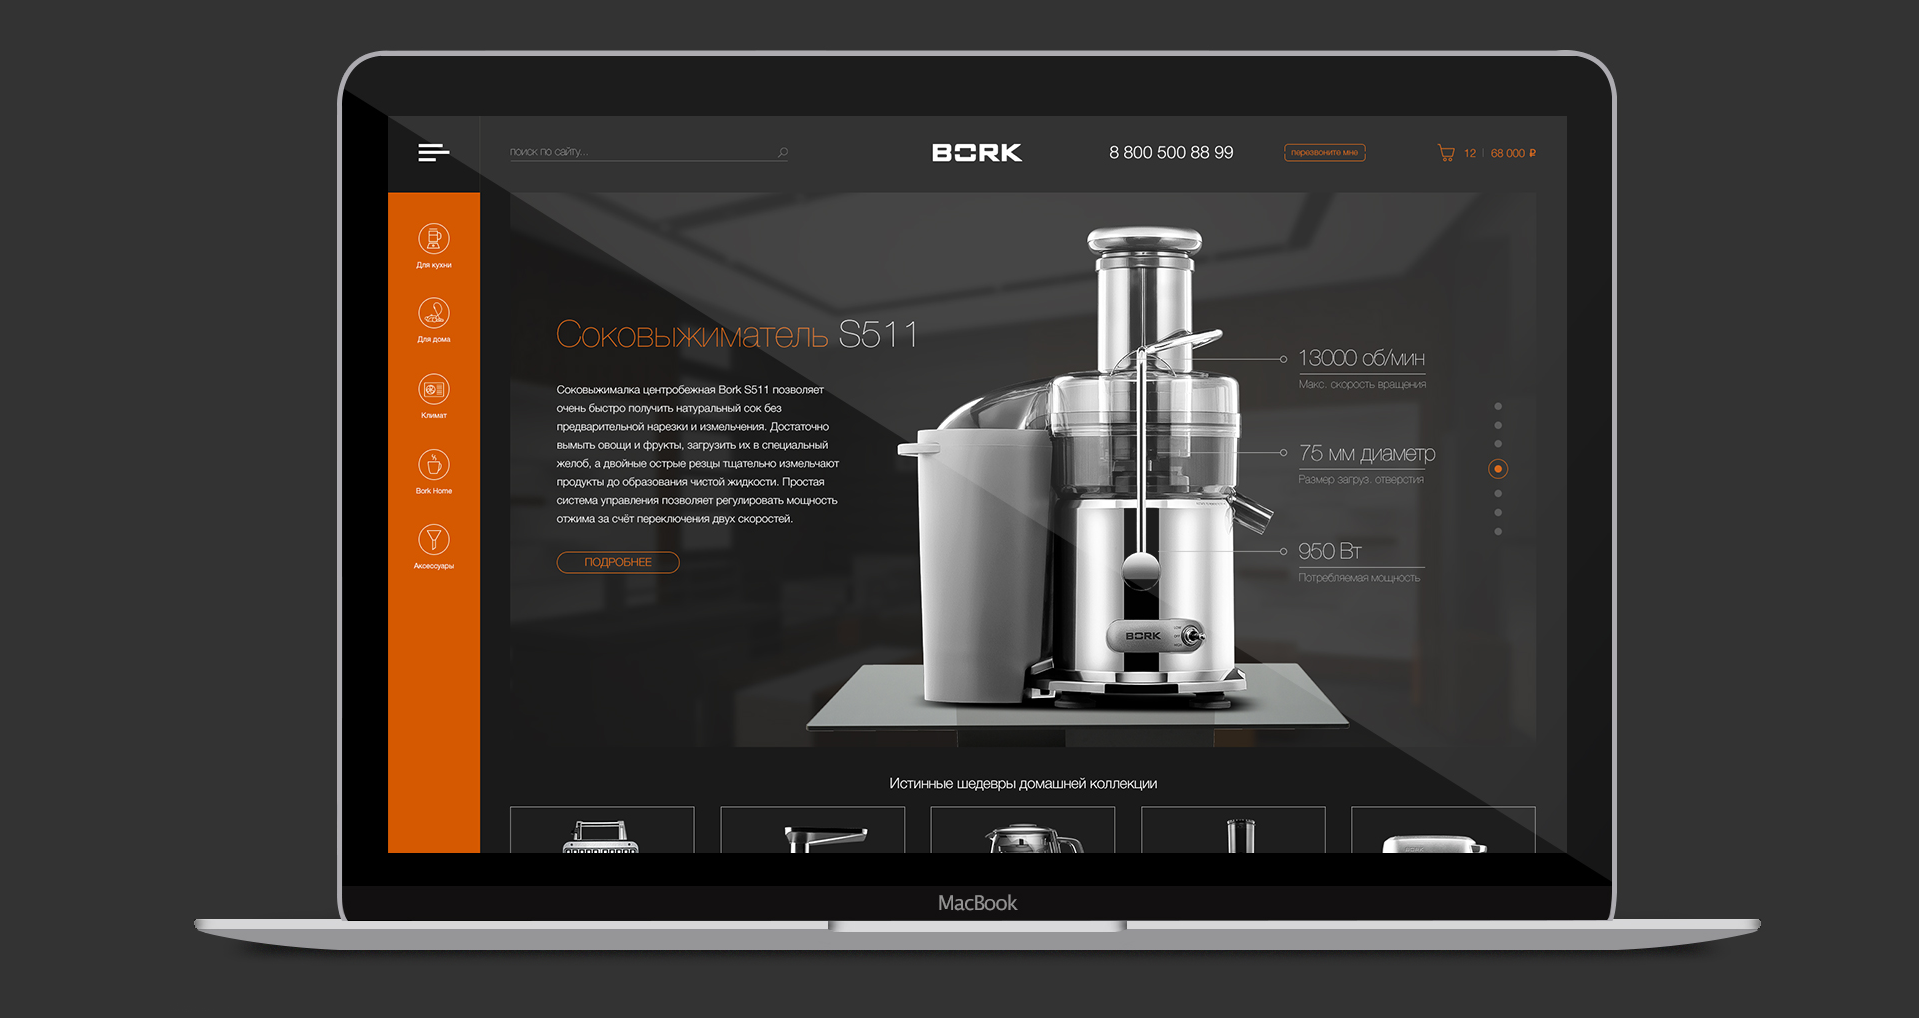 поиск по сайту...
BORK
8 800 500 88 99
перезвоните мне
12 | 68 000 ₽
Для кухни
Для дома
Климат
Bork Home
Аксессуары
Соковыжиматель S511
Соковыжималка центробежная Bork S511 позволяет
очень быстро получить натуральный сок без
предварительной нарезки и измельчения. Достаточно
вымыть овощи и фрукты, загрузить их в специальный
желоб, а двойные острые резцы тщательно измельчают
продукты до образования чистой жидкости. Простая
система управления позволяет регулировать мощность
отжима за счёт переключения двух скоростей.
ПОДРОБНЕЕ
13000 об/мин
Макс. скорость вращения
75 мм диаметр
Размер загруз. отверстия
950 Вт
Потребляемая мощность
BORK
Истинные шедевры домашней коллекции
BORK
MacBook